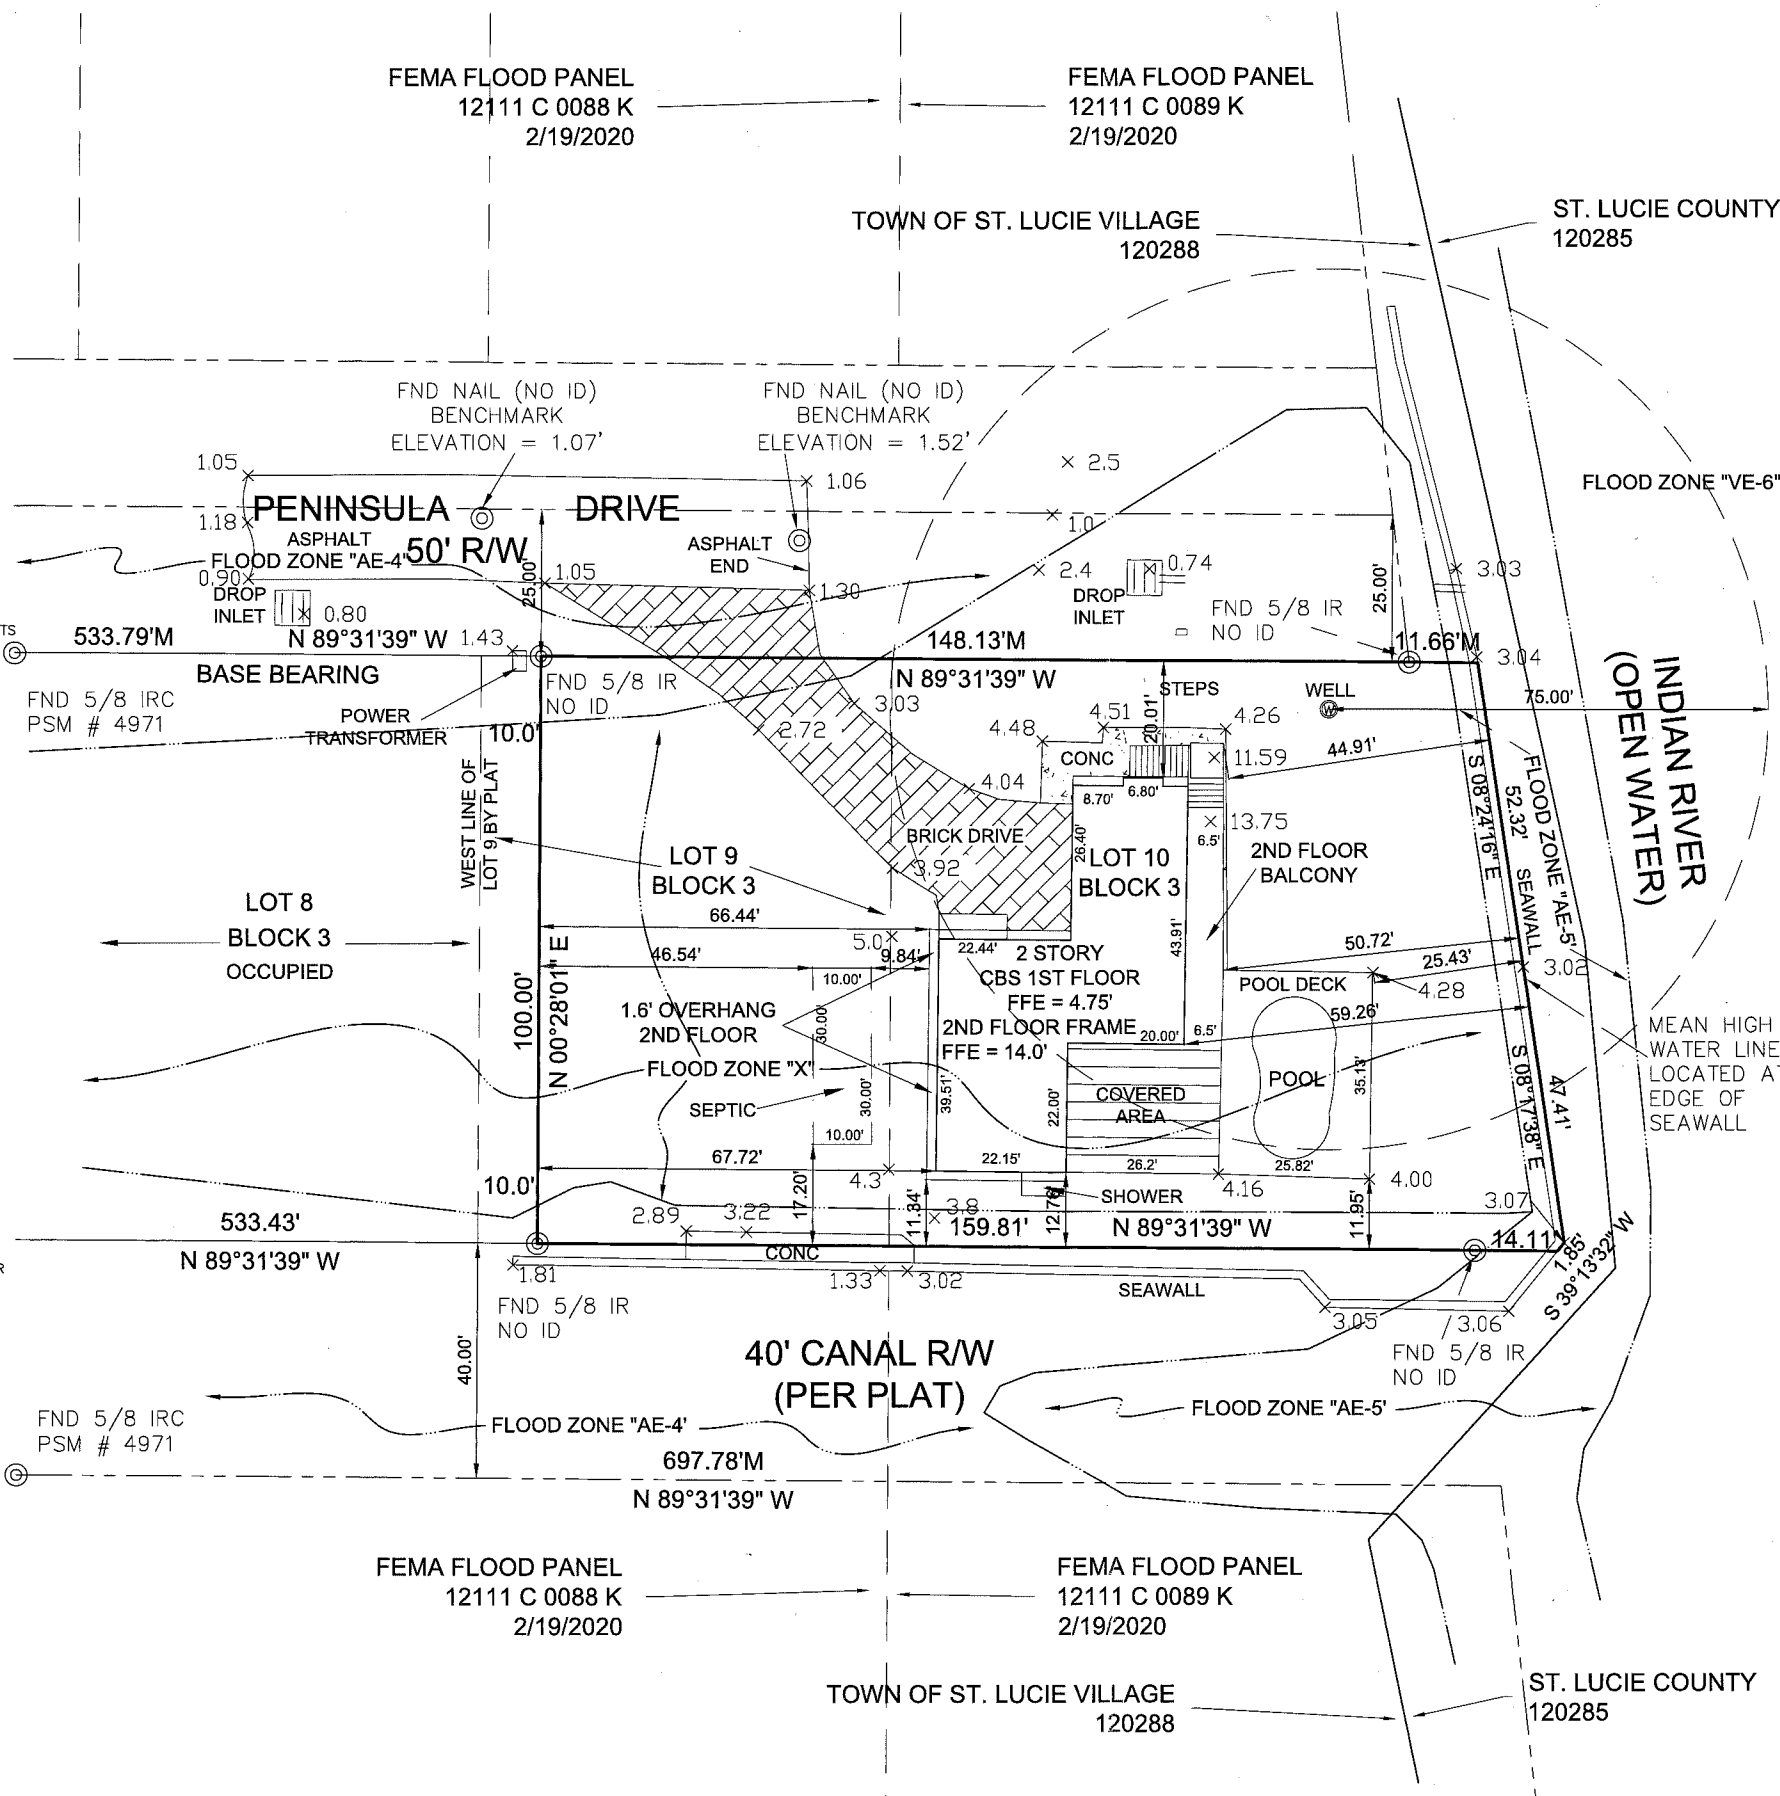 FEMA FLOOD PANEL
12111 C 0088 K
2/19/2020
FEMA FLOOD PANEL
12111 C 0089 K
2/19/2020
TOWN OF ST. LUCIE VILLAGE
120288
ST. LUCIE COUNTY
120285
FND NAIL (NO ID)
BENCHMARK
ELEVATION = 1.07'
FND NAIL (NO ID)
BENCHMARK
ELEVATION = 1.52'
1.05
1.06
2.5
FLOOD ZONE "VE-6"
PENINSULA DRIVE
50' R/W
1.18
ASPHALT
FLOOD ZONE "AE-4"
ASPHALT
END
1.0
0.90
DROP
INLET
0.80
1.05
25.00'
1.30
2.4
DROP
INLET
0.74
3.03
25.00'
FND 5/8 IR
NO ID
TS
533.79'M
N 89°31'39" W
1.43
148.13'M
11.66'M
3.04
BASE BEARING
N 89°31'39" W
FND 5/8 IRC
PSM # 4971
POWER
TRANSFORMER
FND 5/8 IR
NO ID
10.0'
3.03
2.72
STEPS
WELL
W
75.00'
INDIAN RIVER
(OPEN WATER)
4.48
4.51
20.01'
4.26
CONC
11.59
44.91'
4.04
8.70'
6.80'
WEST LINE OF
LOT 9 BY PLAT
BRICK DRIVE
26.40'
13.75
6.5'
S 08°24'16" E
52.32'
SEAWALL
FLOOD ZONE "AE-5'
LOT 9
BLOCK 3
3.92
LOT 10
BLOCK 3
2ND FLOOR
BALCONY
LOT 8
BLOCK 3
OCCUPIED
66.44'
5.0
22.44'
43.91'
46.54'
9.84'
2 STORY
CBS 1ST FLOOR
FFE = 4.75'
2ND FLOOR FRAME
FFE = 14.0'
50.72'
25.43'
3.02
10.00'
POOL DECK
4.28
100.00'
N 00°28'01" E
1.6' OVERHANG
2ND FLOOR
30.00'
20.00'
6.5'
59.26'
MEAN HIGH
WATER LINE
LOCATED AT
EDGE OF
SEAWALL
FLOOD ZONE "X"
SEPTIC
30.00'
39.51'
22.00'
COVERED
AREA
POOL
35.13'
S 08°17'38" E
47.41'
10.00'
67.72'
22.15'
26.2'
25.82'
10.0'
4.3
SHOWER
4.16
4.00
3.07
533.43'
2.89
3.22
17.20'
11.34'
3.8
159.81'
12.76'
N 89°31'39" W
11.95'
14.11'
N 89°31'39" W
CONC
1.85'
S 39°13'32" W
1.81
1.33
3.02
SEAWALL
FND 5/8 IR
NO ID
3.05
3.06
40.00'
40' CANAL R/W
(PER PLAT)
FND 5/8 IR
NO ID
FND 5/8 IRC
PSM # 4971
FLOOD ZONE "AE-4'
FLOOD ZONE "AE-5'
697.78'M
N 89°31'39" W
FEMA FLOOD PANEL
12111 C 0088 K
2/19/2020
FEMA FLOOD PANEL
12111 C 0089 K
2/19/2020
TOWN OF ST. LUCIE VILLAGE
120288
ST. LUCIE COUNTY
120285